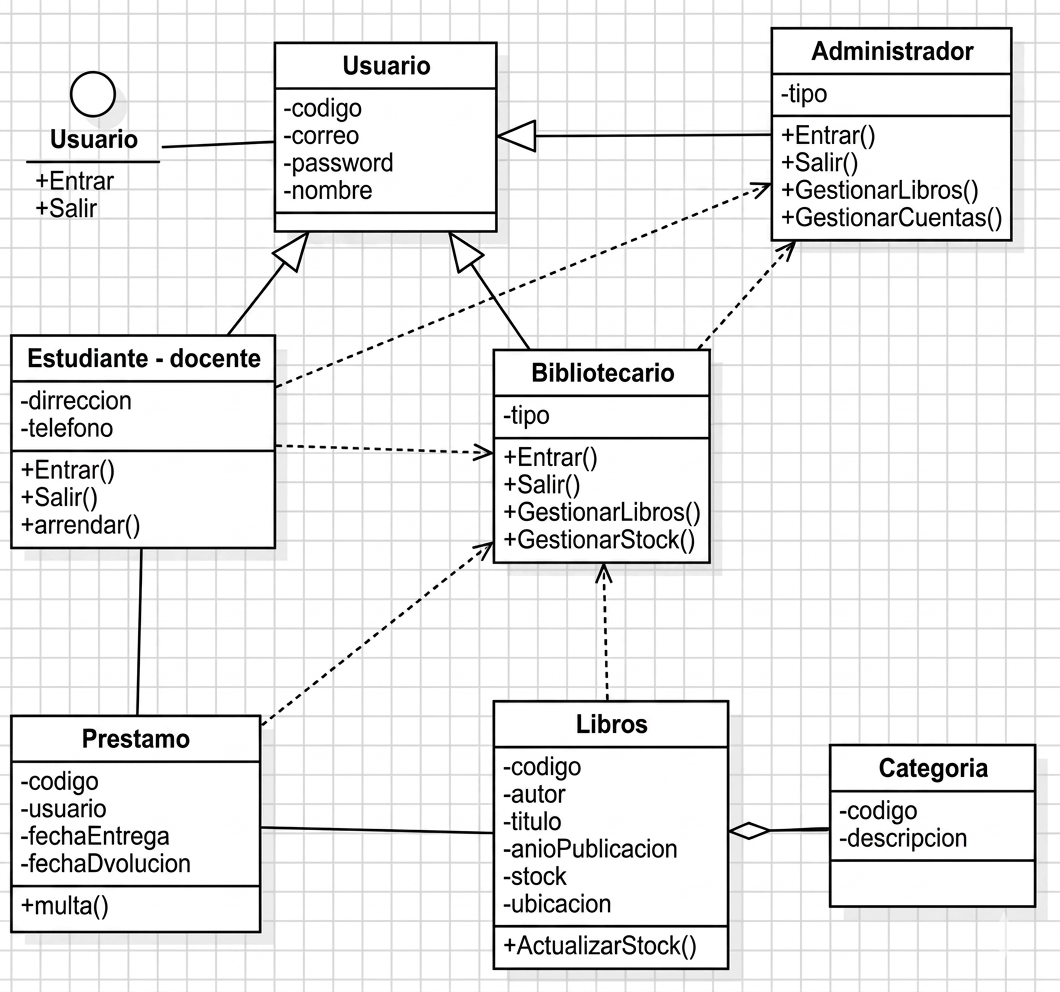 Usuario
+Entrar
+Salir
Usuario
-codigo
-correo
-password
-nombre
Administrador
-tipo
+Entrar()
+Salir()
+GestionarLibros()
+GestionarCuentas()
Estudiante - docente
-dirreccion
-telefono
+Entrar()
+Salir()
+arrendar()
Bibliotecario
-tipo
+Entrar()
+Salir()
+GestionarLibros()
+GestionarStock()
Prestamo
-codigo
-usuario
-fechaEntrega
-fechaDvolucion
+multa()
Libros
-codigo
-autor
-titulo
-anioPublicacion
-stock
-ubicacion
+ActualizarStock()
Categoria
-codigo
-descripcion